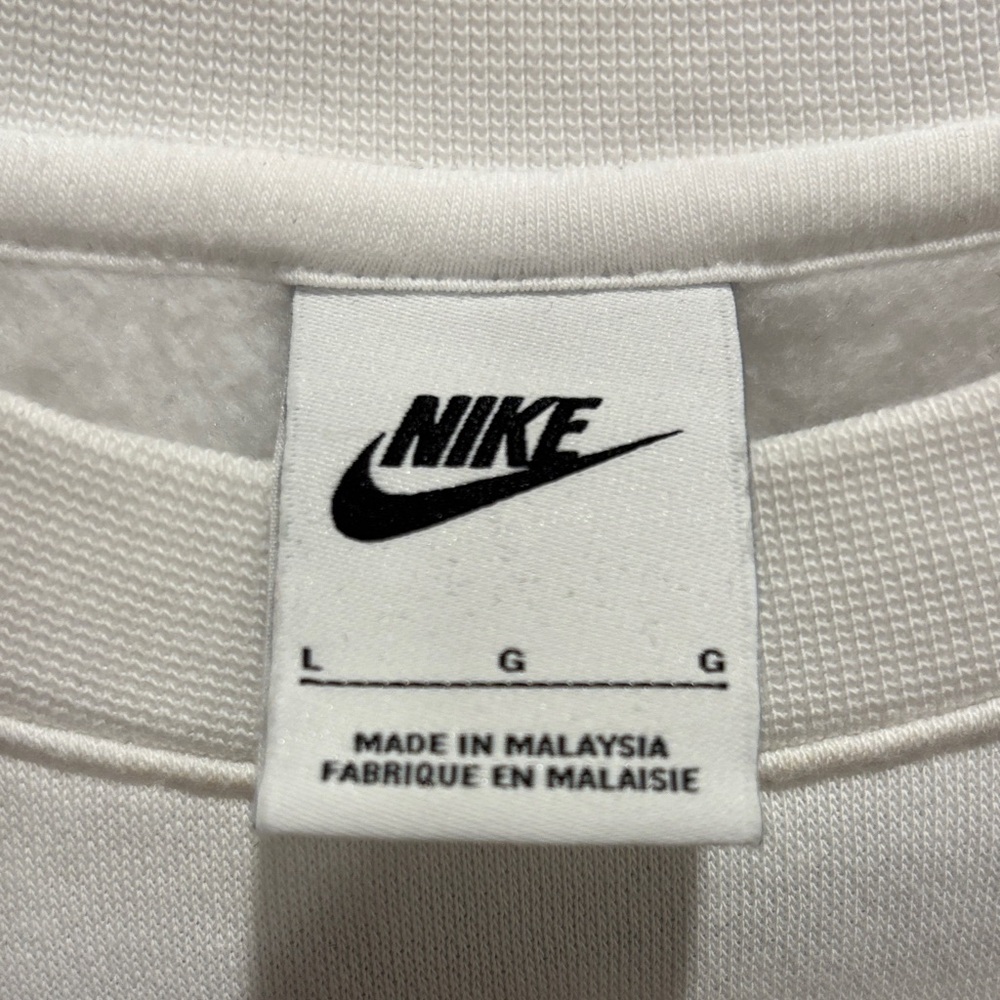 NIKE
L G G
MADE IN MALAYSIA
FABRIQUE EN MALAISIE